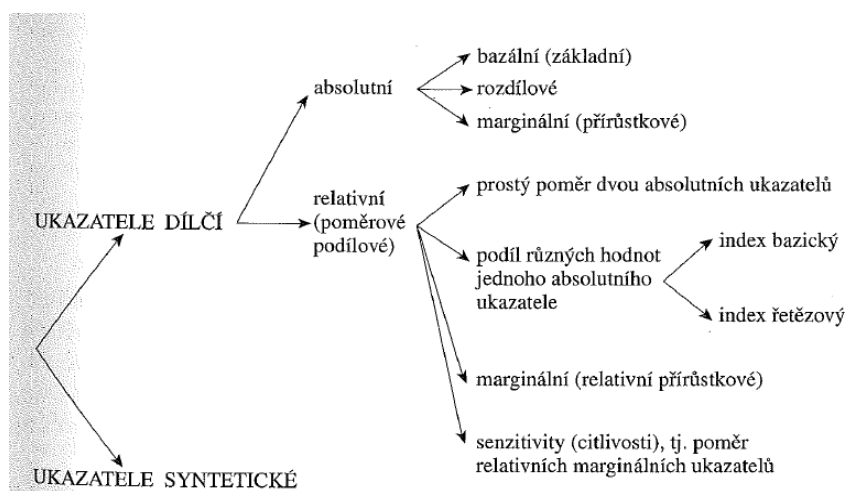 absolutní
bazální (základní)
rozdílové
marginální (přírůstkové)
UKAZATELE DÍLČÍ
relativní
(poměrové
podílové)
prostý poměr dvou absolutních ukazatelů
podíl různých hodnot
jednoho absolutního
ukazatele
index bazický
index řetězový
marginální (relativní přírůstkové)
senzitivity (citlivosti), tj. poměr
relativních marginálních ukazatelů
UKAZATELE SYNTETICKÉ